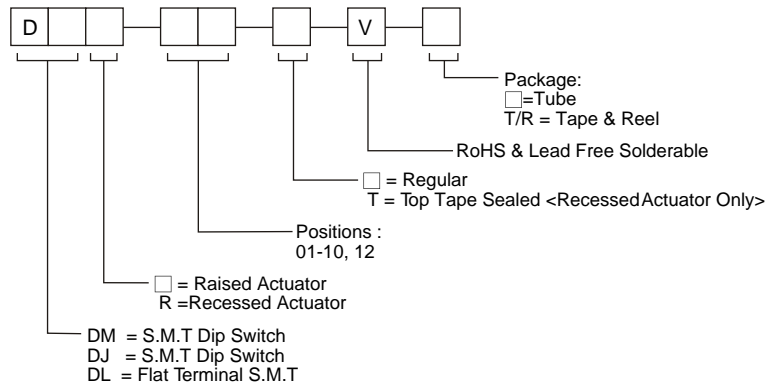 D V
Package:
□=Tube
T/R = Tape & Reel
RoHS & Lead Free Solderable
□ = Regular
T = Top Tape Sealed <RecessedActuator Only>
Positions :
01-10, 12
□ = Raised Actuator
R =Recessed Actuator
DM = S.M.T Dip Switch
DJ = S.M.T Dip Switch
DL = Flat Terminal S.M.T